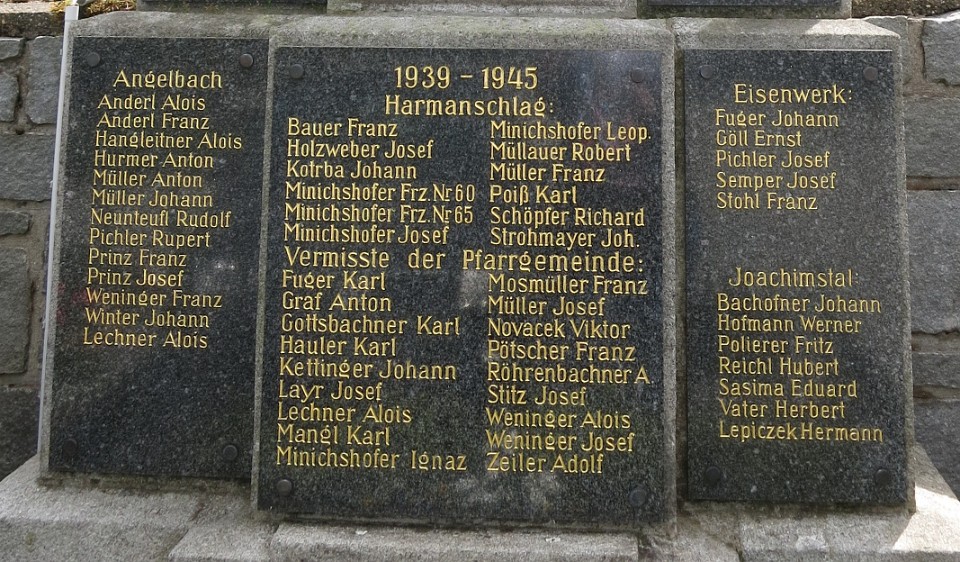 Angelbach
Anderl Alois
Anderl Franz
Hangleitner Alois
Hurmer Anton
Müller Anton
Müller Johann
Neunteufl Rudolf
Pichler Rupert
Prinz Franz
Prinz Josef
Weninger Franz
Winter Johann
Lechner Alois
1939 - 1945
Harmanschlag:
Bauer Franz
Holzweber Josef
Kotrba Johann
Minichshofer Frz. Nr 60
Minichshofer Frz. Nr 65
Minichshofer Josef
Minichshofer Leop.
Müllauer Robert
Müller Franz
Poiß Karl
Schöpfer Richard
Strohmayer Joh.
Vermisste der Pfarrgemeinde:
Fuger Karl
Graf Anton
Gottsbachner Karl
Hauler Karl
Kettinger Johann
Layr Josef
Lechner Alois
Mangl Karl
Minichshofer Ignaz
Mosmüller Franz
Müller Josef
Novacek Viktor
Pötscher Franz
Röhrenbachner A.
Stitz Josef
Weninger Alois
Weninger Josef
Zeiler Adolf
Eisenwerk:
Fuger Johann
Göll Ernst
Pichler Josef
Semper Josef
Stohl Franz
Joachimstal:
Bachofner Johann
Hofmann Werner
Polierer Fritz
Reichl Hubert
Sasima Eduard
Vater Herbert
Lepiczek Hermann